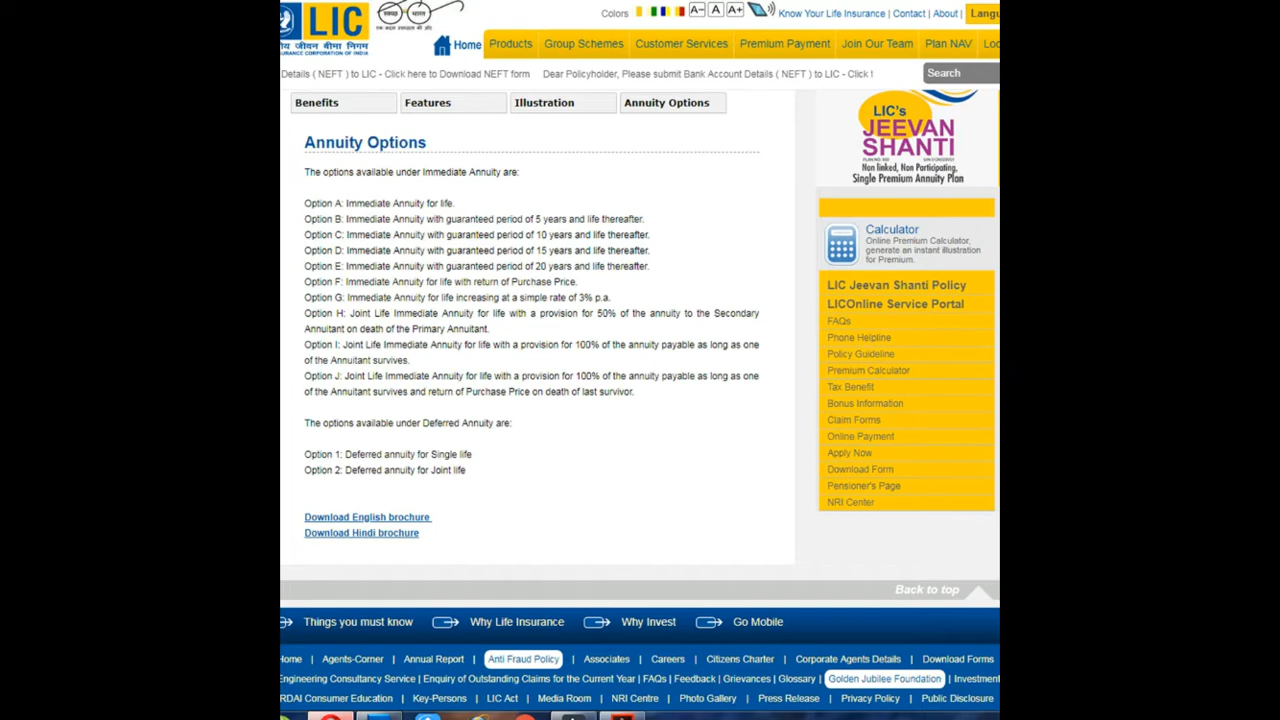 LIC
स्वच्छ भारत
एक कदम स्वच्छता की ओर
ीय जीवन बीमा निगम
SURANCE CORPORATION OF INDIA
Colors A- A A+ Know Your Life Insurance | Contact | About | Langu
Home Products Group Schemes Customer Services Premium Payment Join Our Team Plan NAV Loc
Details ( NEFT ) to LIC - Click here to Download NEFT form Dear Policyholder, Please submit Bank Account Details ( NEFT ) to LIC - Click
Search
Benefits Features Illustration Annuity Options
Annuity Options
The options available under Immediate Annuity are:
Option A: Immediate Annuity for life.
Option B: Immediate Annuity with guaranteed period of 5 years and life thereafter.
Option C: Immediate Annuity with guaranteed period of 10 years and life thereafter.
Option D: Immediate Annuity with guaranteed period of 15 years and life thereafter.
Option E: Immediate Annuity with guaranteed period of 20 years and life thereafter.
Option F: Immediate Annuity for life with return of Purchase Price.
Option G: Immediate Annuity for life increasing at a simple rate of 3% p.a.
Option H: Joint Life Immediate Annuity for life with a provision for 50% of the annuity to the Secondary
Annuitant on death of the Primary Annuitant.
Option I: Joint Life Immediate Annuity for life with a provision for 100% of the annuity payable as long as one
of the Annuitant survives.
Option J: Joint Life Immediate Annuity for life with a provision for 100% of the annuity payable as long as one
of the Annuitant survives and return of Purchase Price on death of last survivor.
The options available under Deferred Annuity are:
Option 1: Deferred annuity for Single life
Option 2: Deferred annuity for Joint life
Download English brochure
Download Hindi brochure
LIC's
JEEVAN
SHANTI
Non linked, Non Participating,
Single Premium Annuity Plan
Calculator
Online Premium Calculator,
generate an instant illustration
for Premium.
LIC Jeevan Shanti Policy
LICOnline Service Portal
FAQs
Phone Helpline
Policy Guideline
Premium Calculator
Tax Benefit
Bonus Information
Claim Forms
Online Payment
Apply Now
Download Form
Pensioner's Page
NRI Center
Back to top
Things you must know Why Life Insurance Why Invest Go Mobile
Home | Agents-Corner | Annual Report | Anti Fraud Policy | Associates | Careers | Citizens Charter | Corporate Agents Details | Download Forms
Engineering Consultancy Service | Enquiry of Outstanding Claims for the Current Year | FAQs | Feedback | Grievances | Glossary | Golden Jubilee Foundation | Investment
RDAI Consumer Education | Key-Persons | LIC Act | Media Room | NRI Centre | Photo Gallery | Press Release | Privacy Policy | Public Disclosure